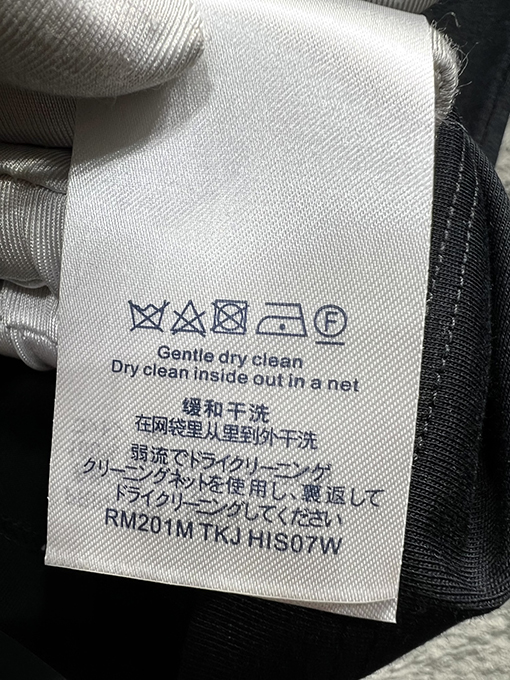 F
Gentle dry clean
Dry clean inside out in a net
缓和干洗
在网袋里从里到外干洗
弱流でドライクリーニング
クリーニングネットを使用し、裏返して
ドライクリーニングしてください
RM201M TKJ HIS07W